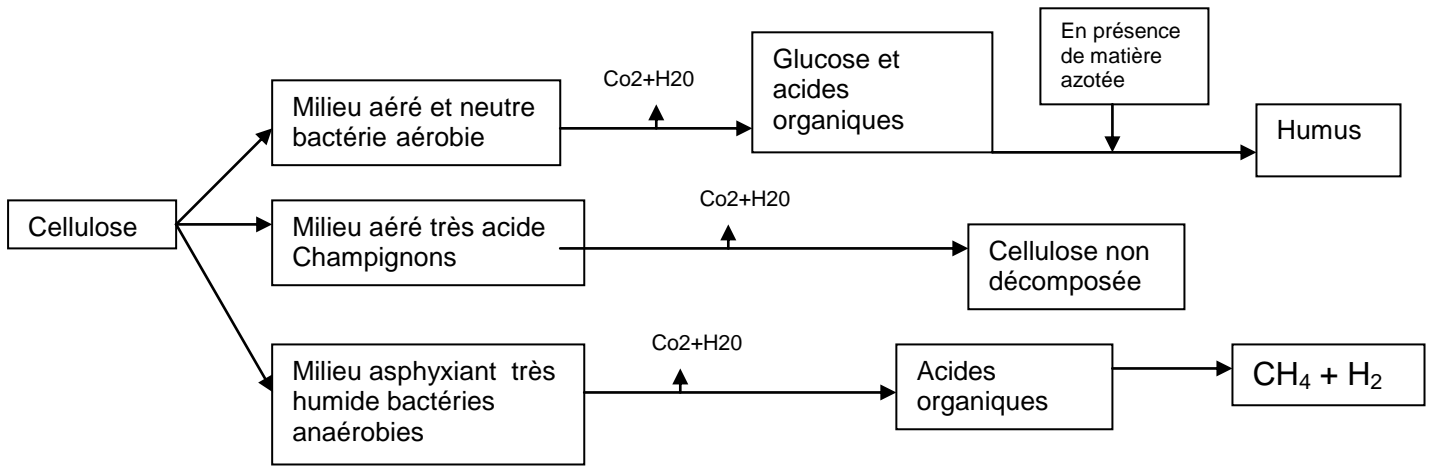 En présence
de matière
azotée
Co2+H20
Glucose et
acides
organiques
Milieu aéré et neutre
bactérie aérobie
Humus
Cellulose
Milieu aéré très acide
Champignons
Co2+H20
Cellulose non
décomposée
Milieu asphyxiant très
humide bactéries
anaérobies
Co2+H20
Acides
organiques
CH₄ + H₂